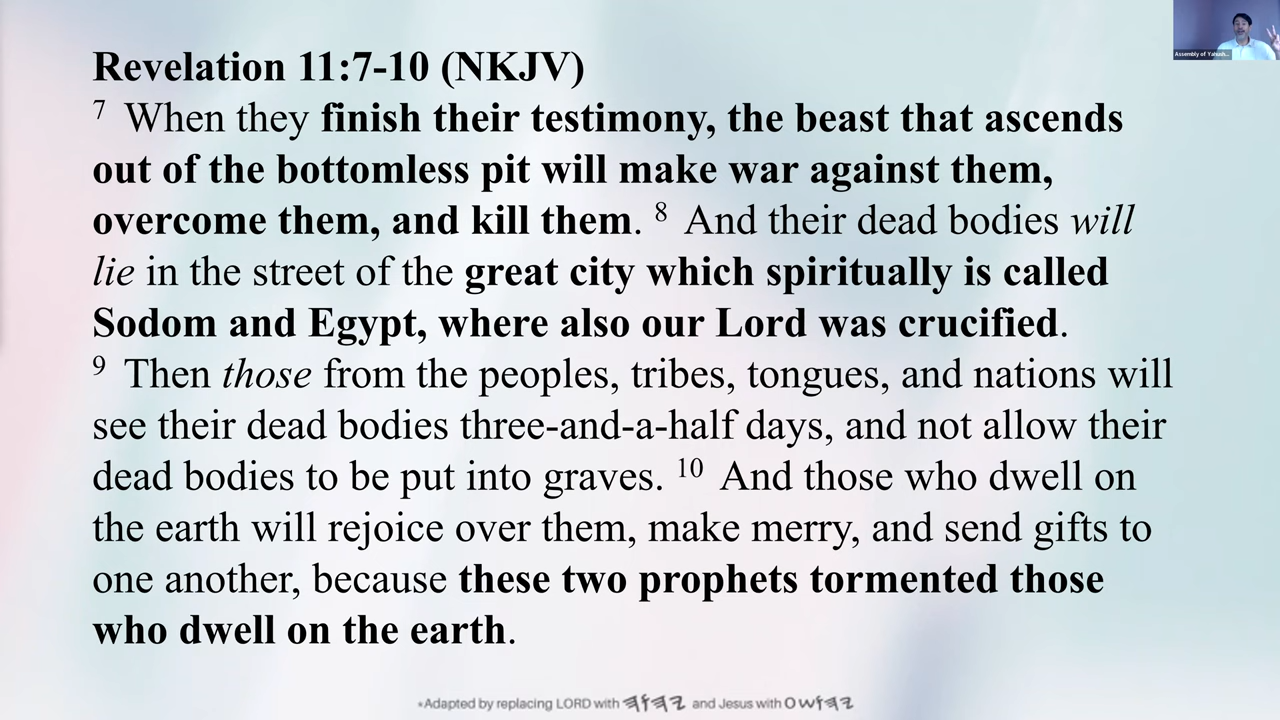 Revelation 11:7-10 (NKJV)
7 When they finish their testimony, the beast that ascends
out of the bottomless pit will make war against them,
overcome them, and kill them. 8 And their dead bodies will
lie in the street of the great city which spiritually is called
Sodom and Egypt, where also our Lord was crucified.
9 Then those from the peoples, tribes, tongues, and nations will
see their dead bodies three-and-a-half days, and not allow their
dead bodies to be put into graves. 10 And those who dwell on
the earth will rejoice over them, make merry, and send gifts to
one another, because these two prophets tormented those
who dwell on the earth.
*Adapted by replacing LORD with 𐤉𐤄𐤅𐤄 and Jesus with 𐤉𐤄𐤅𐤔𐤏
Assembly of Yahush...